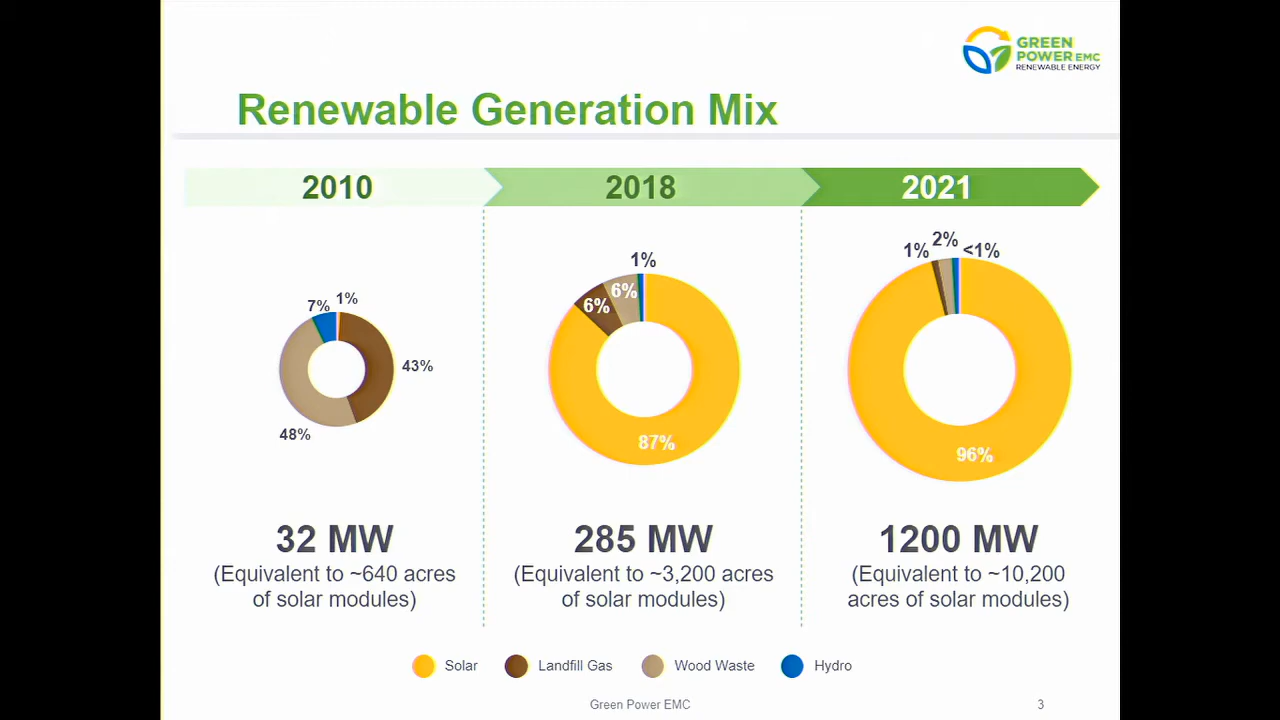 GREEN
POWER EMC
RENEWABLE ENERGY
Renewable Generation Mix
2010
2018
2021
7%
1%
43%
48%
1%
6%
6%
87%
1%
2%
<1%
96%
32 MW
(Equivalent to ~640 acres
of solar modules)
285 MW
(Equivalent to ~3,200 acres
of solar modules)
1200 MW
(Equivalent to ~10,200
acres of solar modules)
Solar
Landfill Gas
Wood Waste
Hydro
Green Power EMC
3